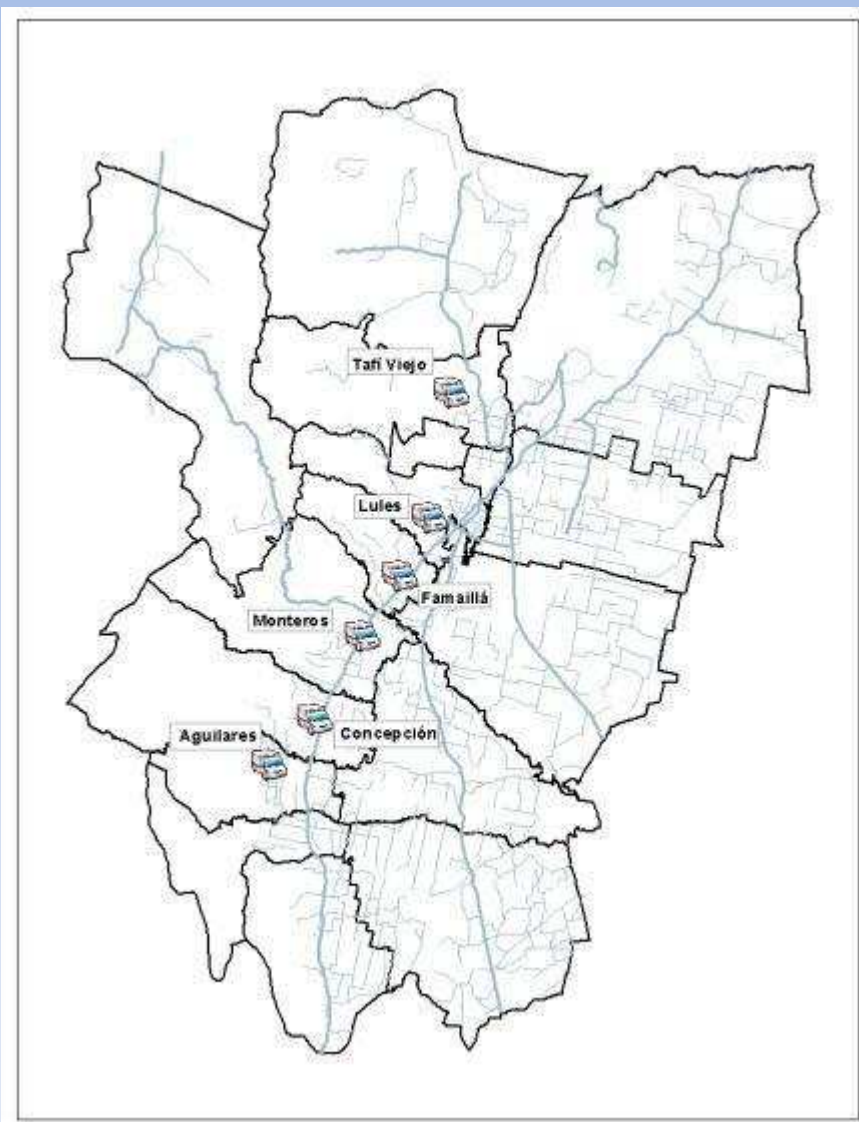 Tafí Viejo
Lules
Famaillá
Monteros
Concepción
Aguilares